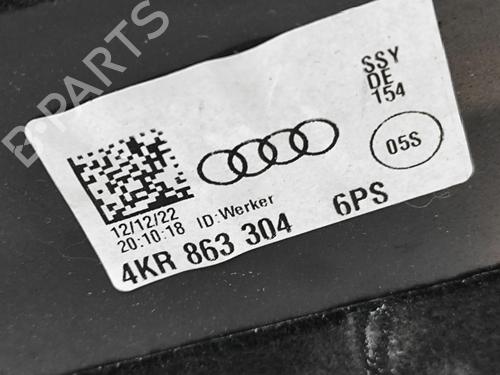 B-PARTS
SSY
DE
154
05S
12/12/22
20:10:18
ID:Werker
4KR 863 304 6PS